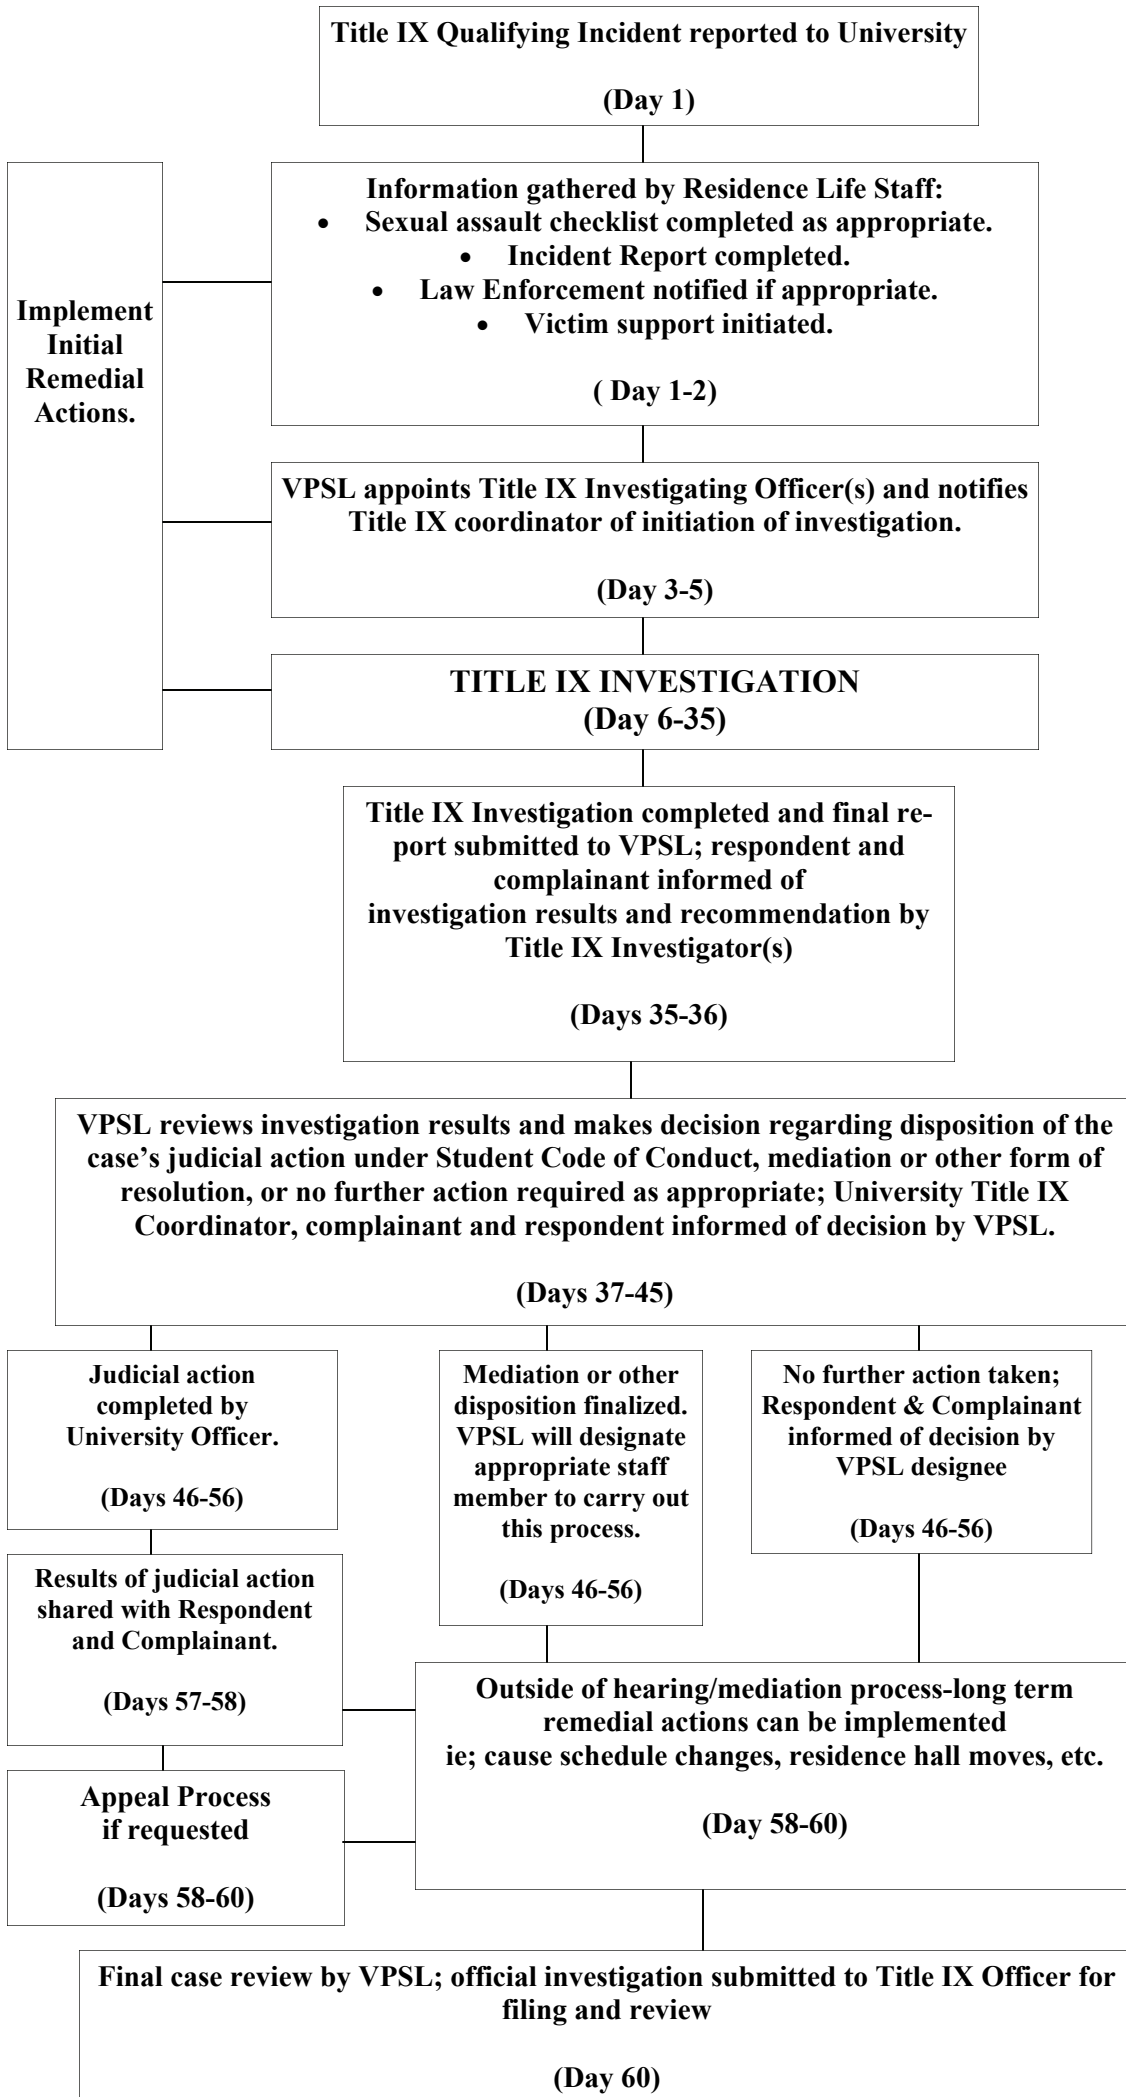 Title IX Qualifying Incident reported to University
(Day 1)
Implement
Initial
Remedial
Actions.
Information gathered by Residence Life Staff:
• Sexual assault checklist completed as appropriate.
• Incident Report completed.
• Law Enforcement notified if appropriate.
• Victim support initiated.
( Day 1-2)
VPSL appoints Title IX Investigating Officer(s) and notifies
Title IX coordinator of initiation of investigation.
(Day 3-5)
TITLE IX INVESTIGATION
(Day 6-35)
Title IX Investigation completed and final re-
port submitted to VPSL; respondent and
complainant informed of
investigation results and recommendation by
Title IX Investigator(s)
(Days 35-36)
VPSL reviews investigation results and makes decision regarding disposition of the
case’s judicial action under Student Code of Conduct, mediation or other form of
resolution, or no further action required as appropriate; University Title IX
Coordinator, complainant and respondent informed of decision by VPSL.
(Days 37-45)
Judicial action
completed by
University Officer.
(Days 46-56)
Mediation or other
disposition finalized.
VPSL will designate
appropriate staff
member to carry out
this process.
(Days 46-56)
No further action taken;
Respondent & Complainant
informed of decision by
VPSL designee
(Days 46-56)
Results of judicial action
shared with Respondent
and Complainant.
(Days 57-58)
Outside of hearing/mediation process-long term
remedial actions can be implemented
ie; cause schedule changes, residence hall moves, etc.
(Day 58-60)
Appeal Process
if requested
(Days 58-60)
Final case review by VPSL; official investigation submitted to Title IX Officer for
filing and review
(Day 60)